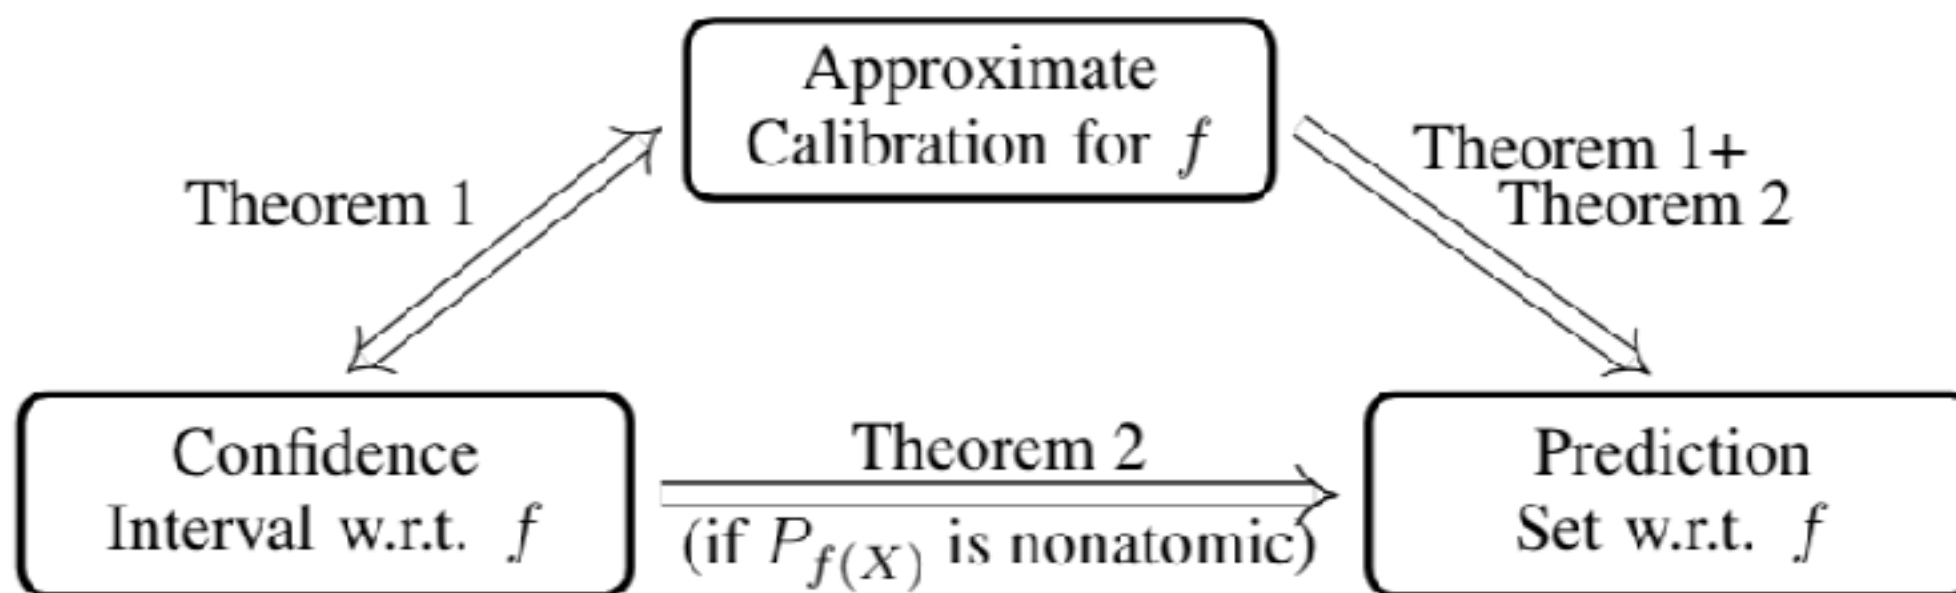 Approximate
Calibration for f
Theorem 1
Theorem 1+
Theorem 2
Confidence
Interval w.r.t. f
Theorem 2
(if P_{f(X)} is nonatomic)
Prediction
Set w.r.t. f